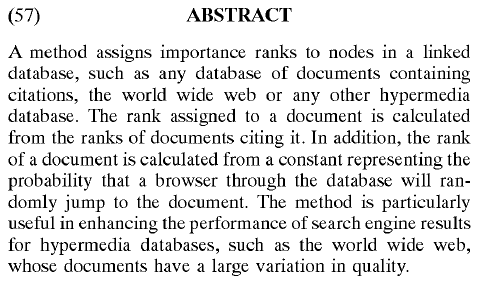 (57) ABSTRACT
A method assigns importance ranks to nodes in a linked
database, such as any database of documents containing
citations, the world wide web or any other hypermedia
database. The rank assigned to a document is calculated
from the ranks of documents citing it. In addition, the rank
of a document is calculated from a constant representing the
probability that a browser through the database will ran-
domly jump to the document. The method is particularly
useful in enhancing the performance of search engine results
for hypermedia databases, such as the world wide web,
whose documents have a large variation in quality.